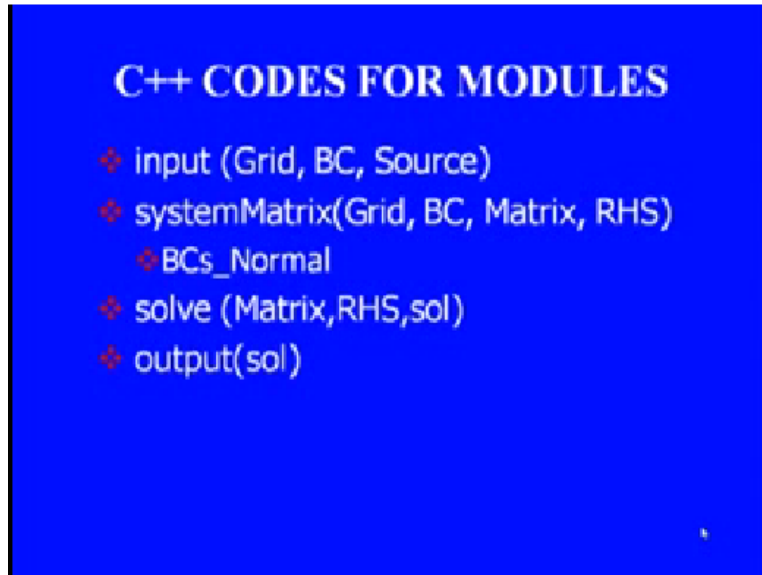 C++ CODES FOR MODULES
input (Grid, BC, Source)
systemMatrix(Grid, BC, Matrix, RHS)
BCs_Normal
solve (Matrix,RHS,sol)
output(sol)